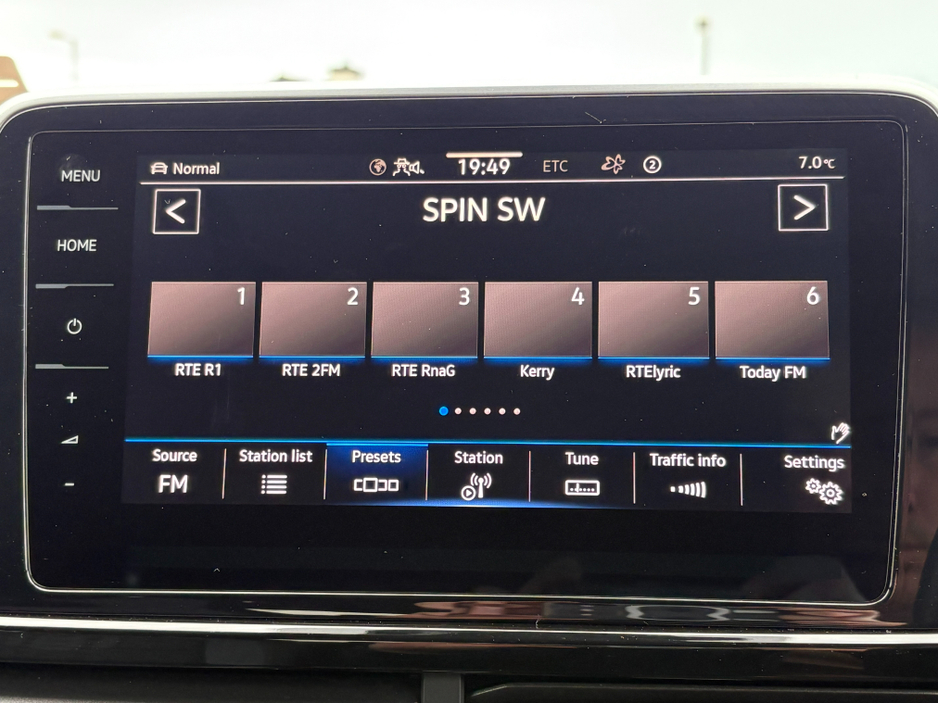 MENU
HOME
+
-
Normal
19:49
ETC
2
7.0°C
<
SPIN SW
>
1
2
3
4
5
6
RTE R1
RTE 2FM
RTE RnaG
Kerry
RTElyric
Today FM
Source
Station list
Presets
Station
Tune
Traffic info
Settings
FM